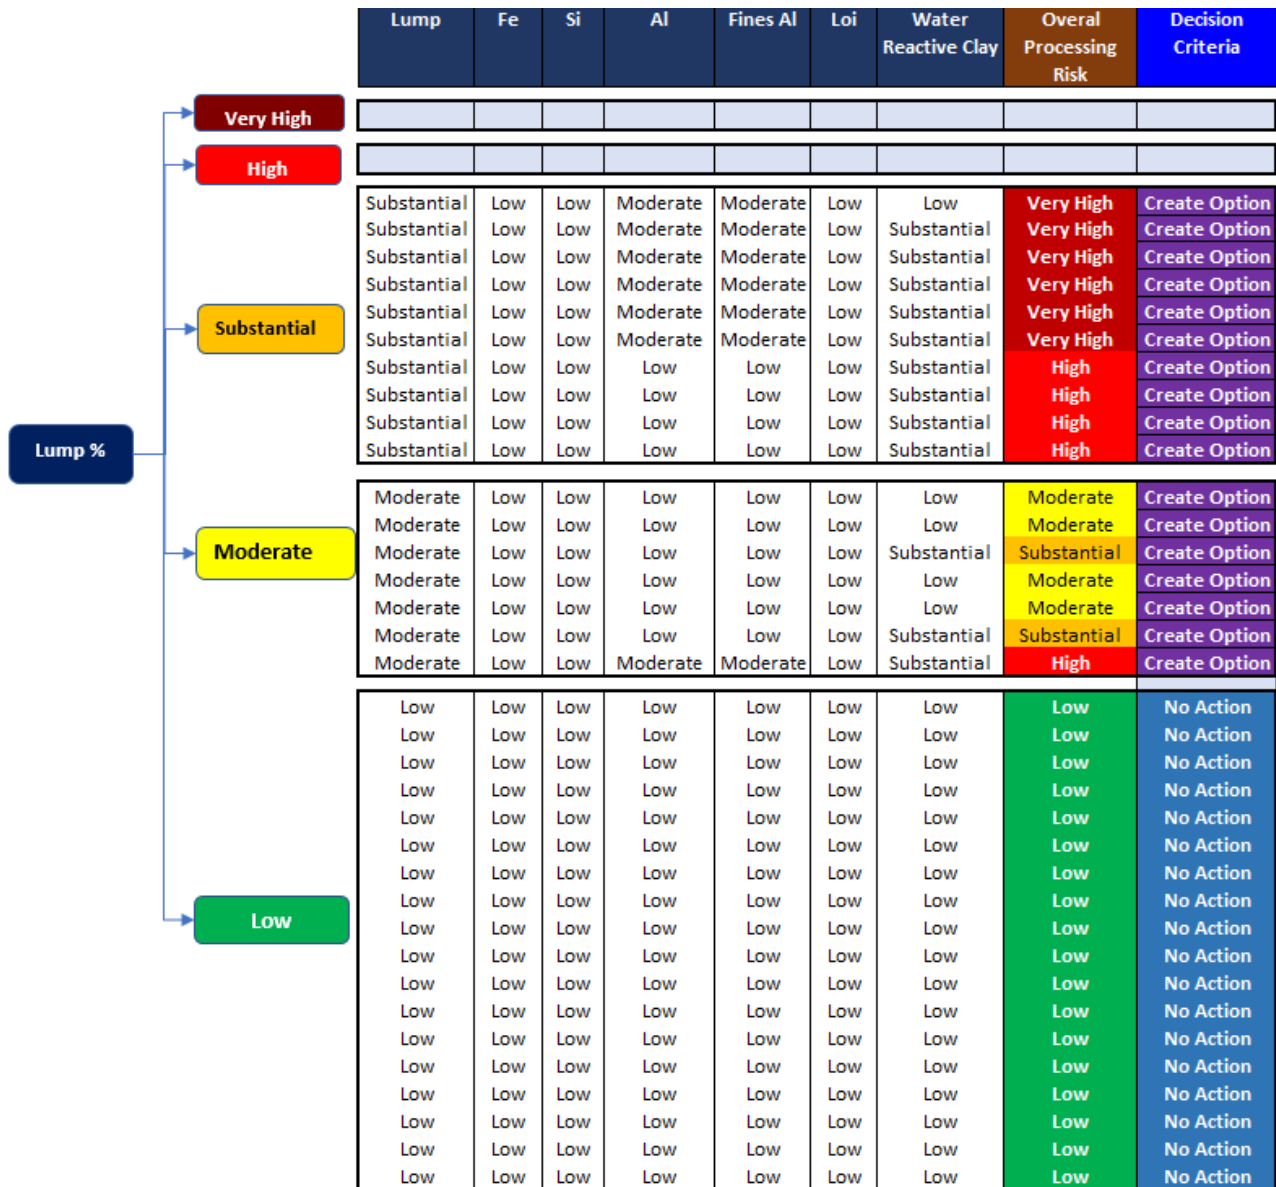 Lump Fe Si Al Fines Al Loi Water Overal Decision
Reactive Clay Processing Criteria
Risk
Very High
High
Substantial Low Low Moderate Moderate Low Low Very High Create Option
Substantial Low Low Moderate Moderate Low Substantial Very High Create Option
Substantial Low Low Moderate Moderate Low Substantial Very High Create Option
Substantial Low Low Moderate Moderate Low Substantial Very High Create Option
Substantial Low Low Moderate Moderate Low Substantial Very High Create Option
Substantial
Substantial Low Low Moderate Moderate Low Substantial Very High Create Option
Substantial Low Low Low Low Low Substantial High Create Option
Substantial Low Low Low Low Low Substantial High Create Option
Substantial Low Low Low Low Low Substantial High Create Option
Substantial Low Low Low Low Low Substantial High Create Option
Lump %
Moderate Low Low Low Low Low Low Moderate Create Option
Moderate Low Low Low Low Low Low Moderate Create Option
Moderate Low Low Low Low Low Substantial Substantial Create Option
Moderate
Moderate Low Low Low Low Low Low Moderate Create Option
Moderate Low Low Low Low Low Low Moderate Create Option
Moderate Low Low Low Low Low Substantial Substantial Create Option
Moderate Low Low Moderate Moderate Low Substantial High Create Option
Low Low Low Low Low Low Low Low No Action
Low Low Low Low Low Low Low Low No Action
Low Low Low Low Low Low Low Low No Action
Low Low Low Low Low Low Low Low No Action
Low Low Low Low Low Low Low Low No Action
Low Low Low Low Low Low Low Low No Action
Low Low Low Low Low Low Low Low No Action
Low Low Low Low Low Low Low Low No Action
Low
Low Low Low Low Low Low Low Low No Action
Low Low Low Low Low Low Low Low No Action
Low Low Low Low Low Low Low Low No Action
Low Low Low Low Low Low Low Low No Action
Low Low Low Low Low Low Low Low No Action
Low Low Low Low Low Low Low Low No Action
Low Low Low Low Low Low Low Low No Action
Low Low Low Low Low Low Low Low No Action
Low Low Low Low Low Low Low Low No Action
Low Low Low Low Low Low Low Low No Action